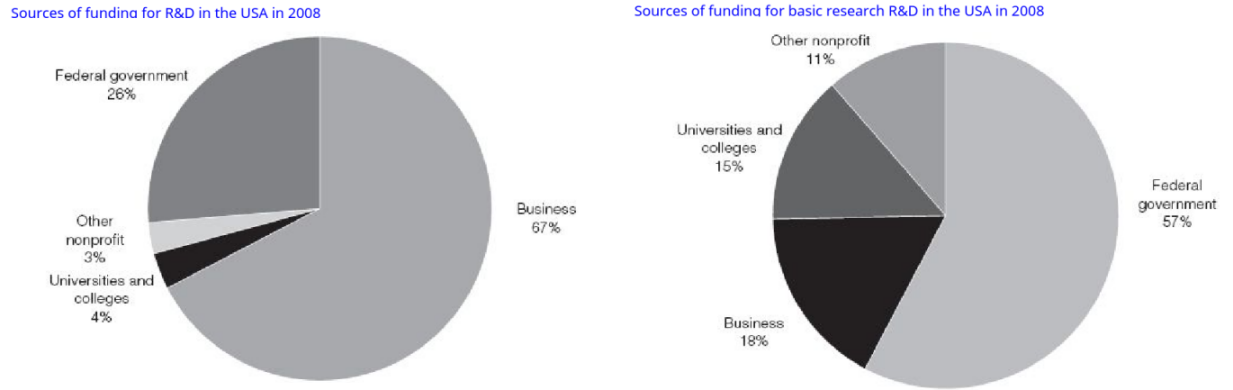 Sources of funding for R&D in the USA in 2008
Federal government
26%
Business
67%
Other
nonprofit
3%
Universities and
colleges
4%
Sources of funding for basic research R&D in the USA in 2008
Other nonprofit
11%
Universities and
colleges
15%
Federal
government
57%
Business
18%